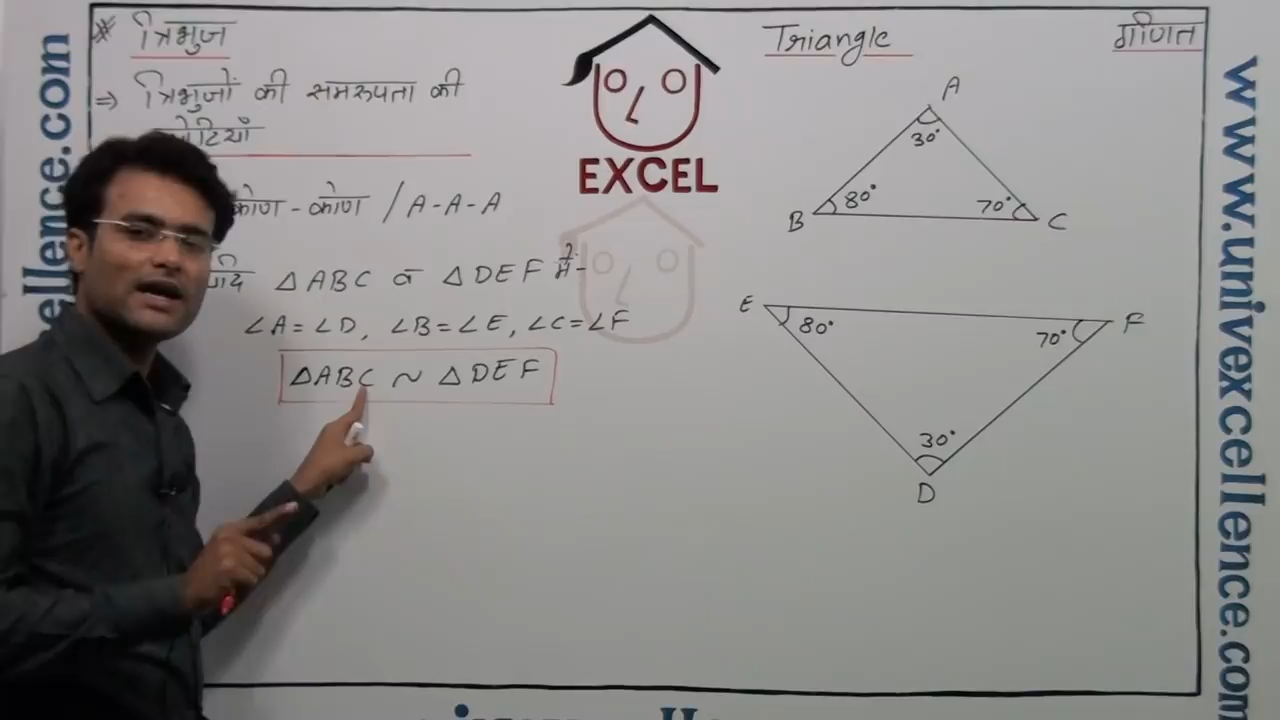 * त्रिभुज
Triangle
गणित
⇒ त्रिभुजों की समरूपता की
EXCEL
कोण - कोण / A-A-A
△ABC व △DEF में-
∠A=∠D, ∠B=∠E, ∠C=∠F
△ABC ~ △DEF
A
30°
B
80°
70°
C
E
80°
70°
F
30°
D
ellence.com
www.univexcellence.com